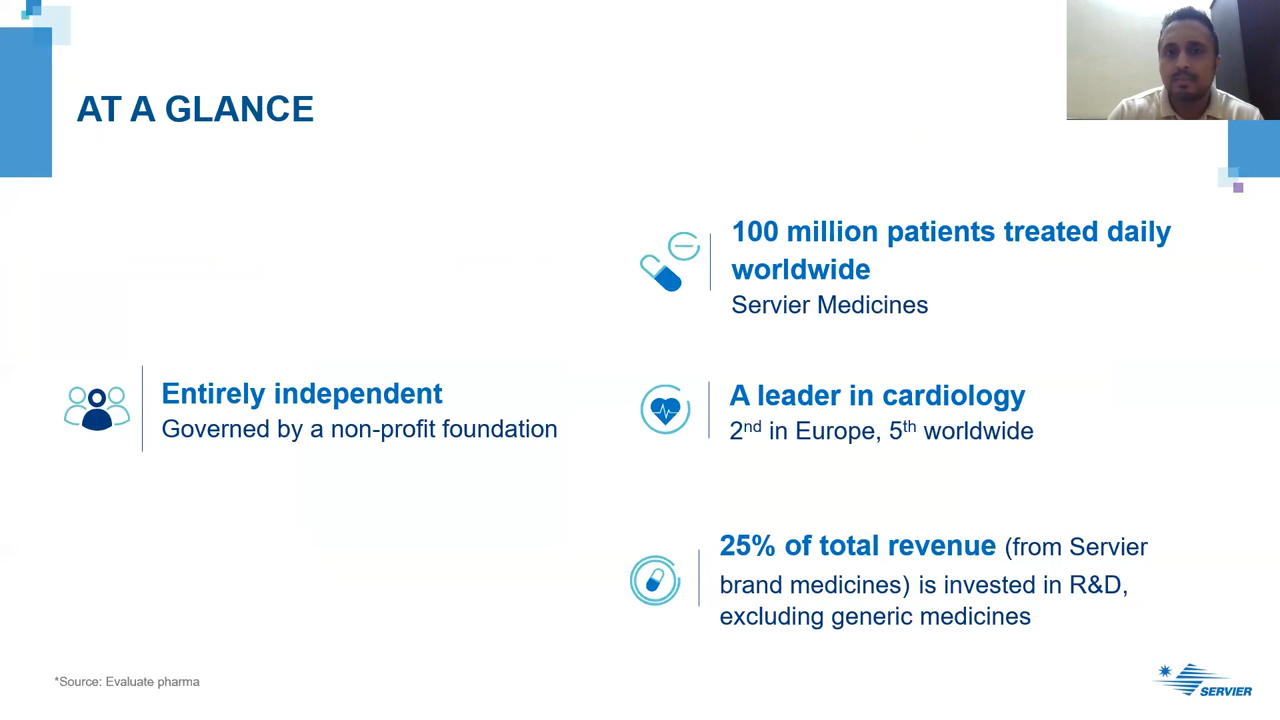 AT A GLANCE
100 million patients treated daily
worldwide
Servier Medicines
Entirely independent
Governed by a non-profit foundation
A leader in cardiology
2nd in Europe, 5th worldwide
25% of total revenue (from Servier
brand medicines) is invested in R&D,
excluding generic medicines
*Source: Evaluate pharma
SERVIER